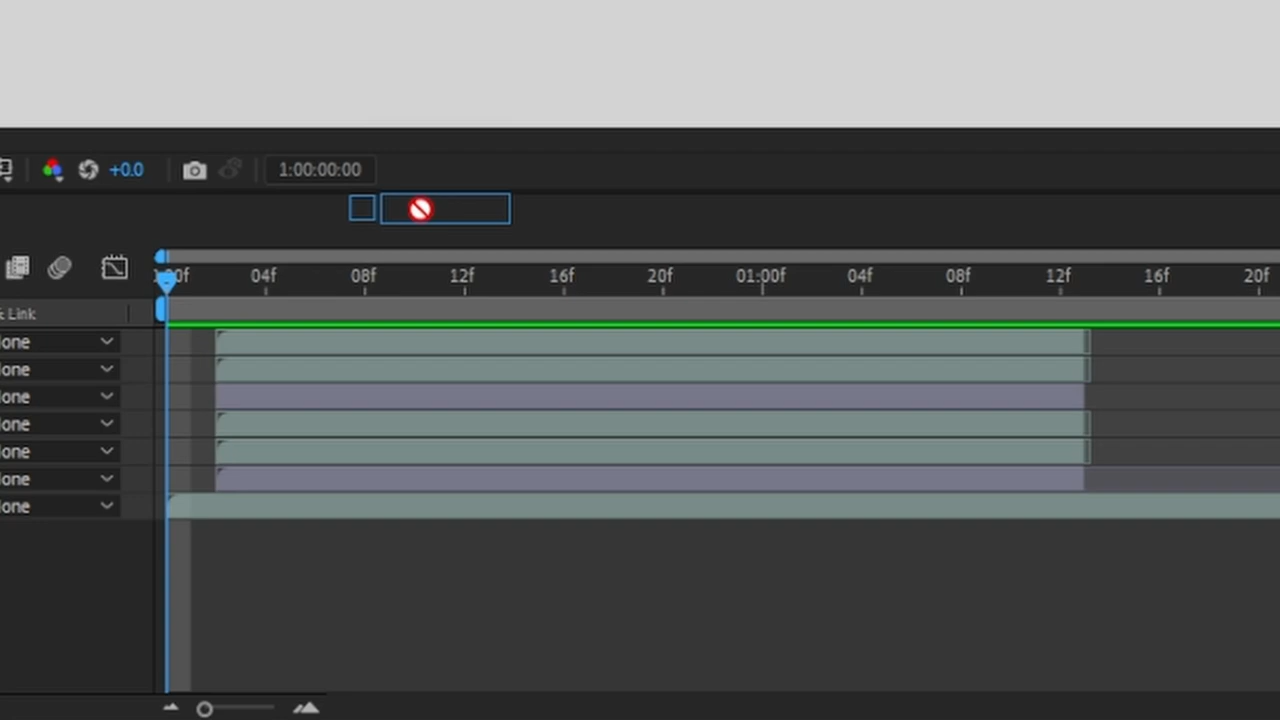 +0.0 1:00:00:00
:00f 04f 08f 12f 16f 20f 01:00f 04f 08f 12f 16f 20f
& Link
one
one
one
one
one
one
one